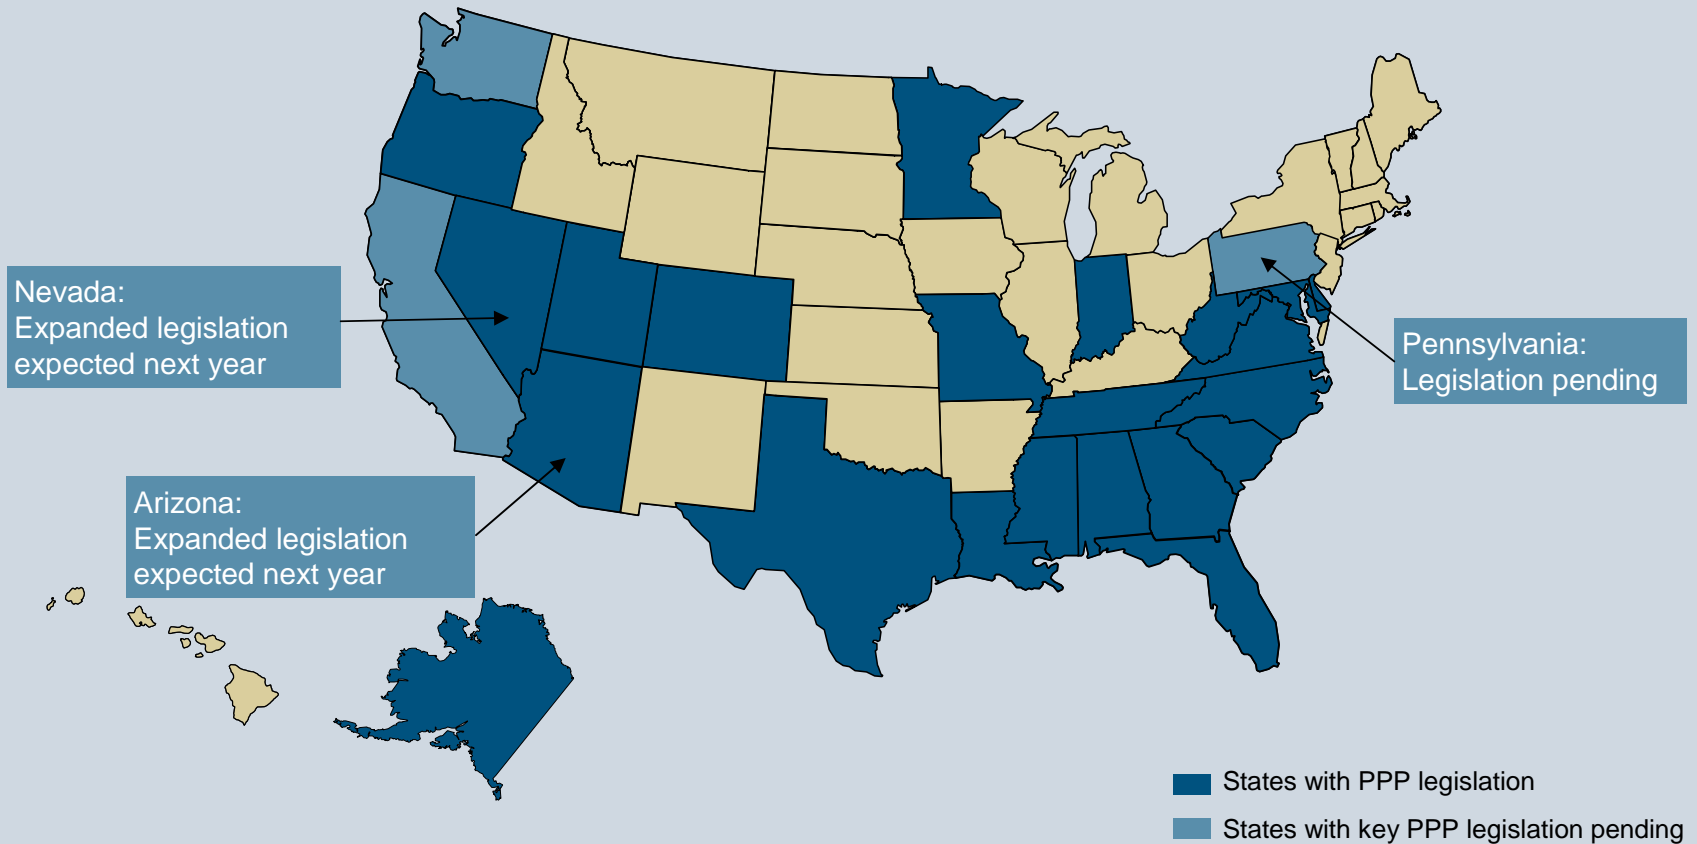 Nevada:
Expanded legislation
expected next year
Pennsylvania:
Legislation pending
Arizona:
Expanded legislation
expected next year
States with PPP legislation
States with key PPP legislation pending